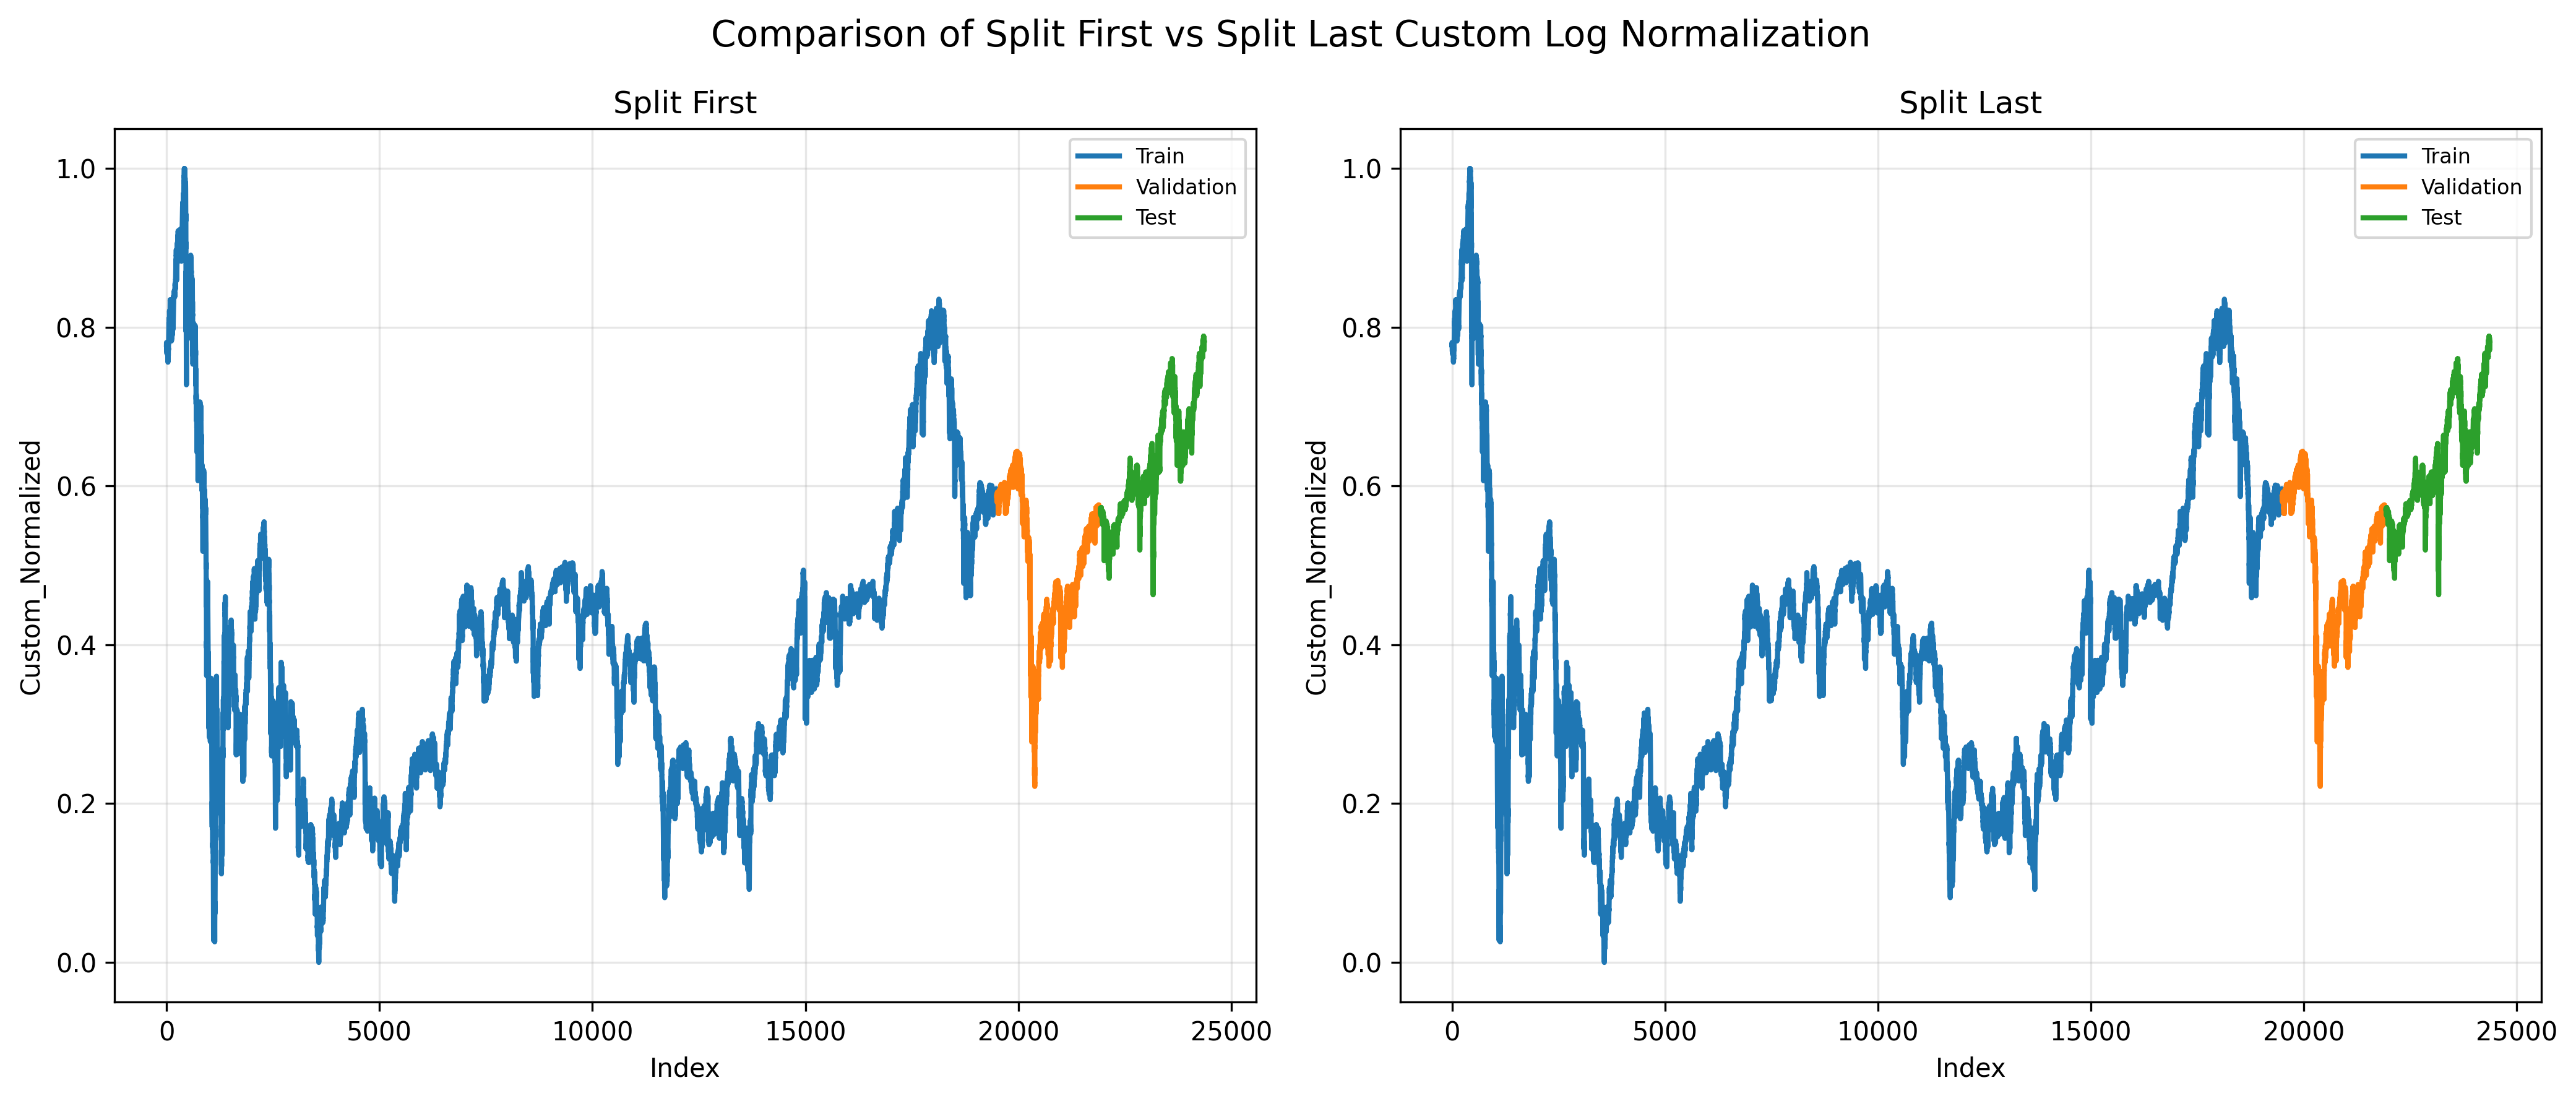 Comparison of Split First vs Split Last Custom Log Normalization
Split First
Custom_Normalized
1.0
0.8
0.6
0.4
0.2
0.0
0
5000
10000
15000
20000
25000
Index
Train
Validation
Test
Split Last
Custom_Normalized
1.0
0.8
0.6
0.4
0.2
0.0
0
5000
10000
15000
20000
25000
Index
Train
Validation
Test